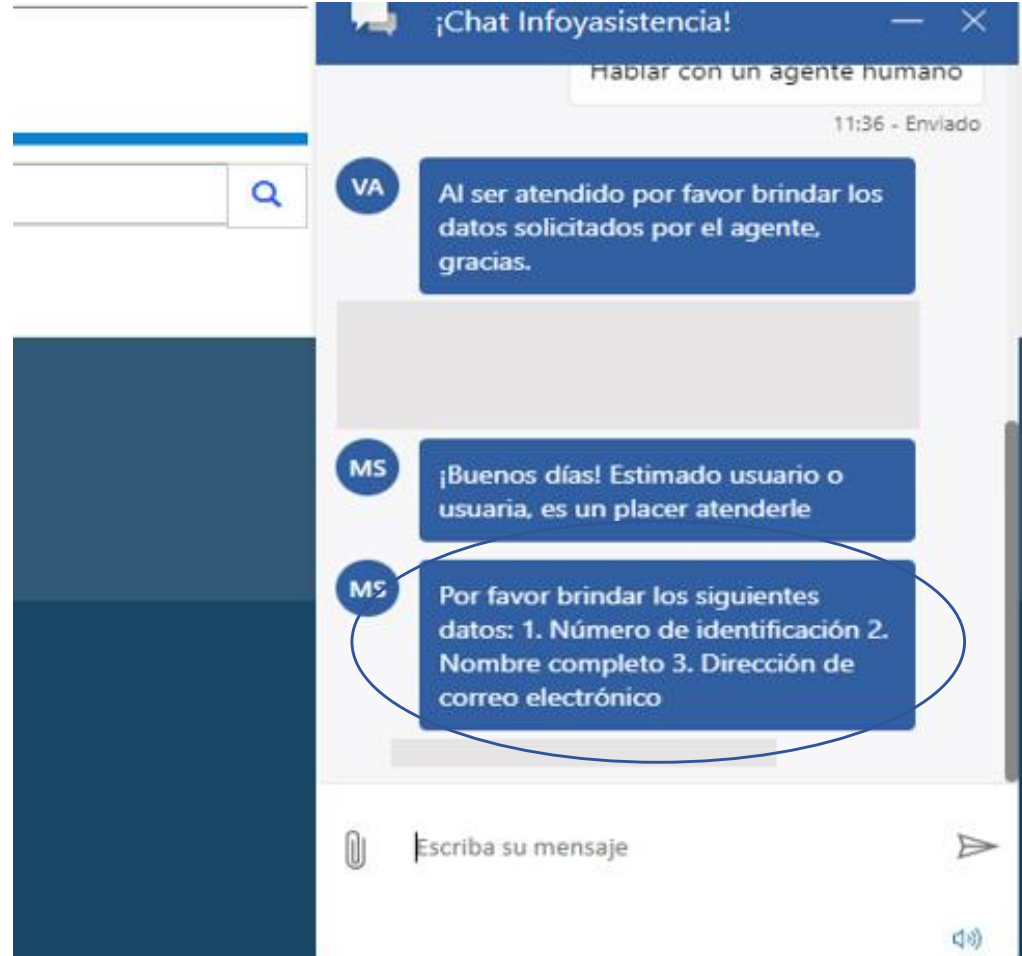 ¡Chat Infoyasistencia!
Hablar con un agente humano
11:36 - Enviado
VA
Al ser atendido por favor brindar los
datos solicitados por el agente,
gracias.
MS
¡Buenos días! Estimado usuario o
usuaria, es un placer atenderle
MS
Por favor brindar los siguientes
datos: 1. Número de identificación 2.
Nombre completo 3. Dirección de
correo electrónico
Escriba su mensaje